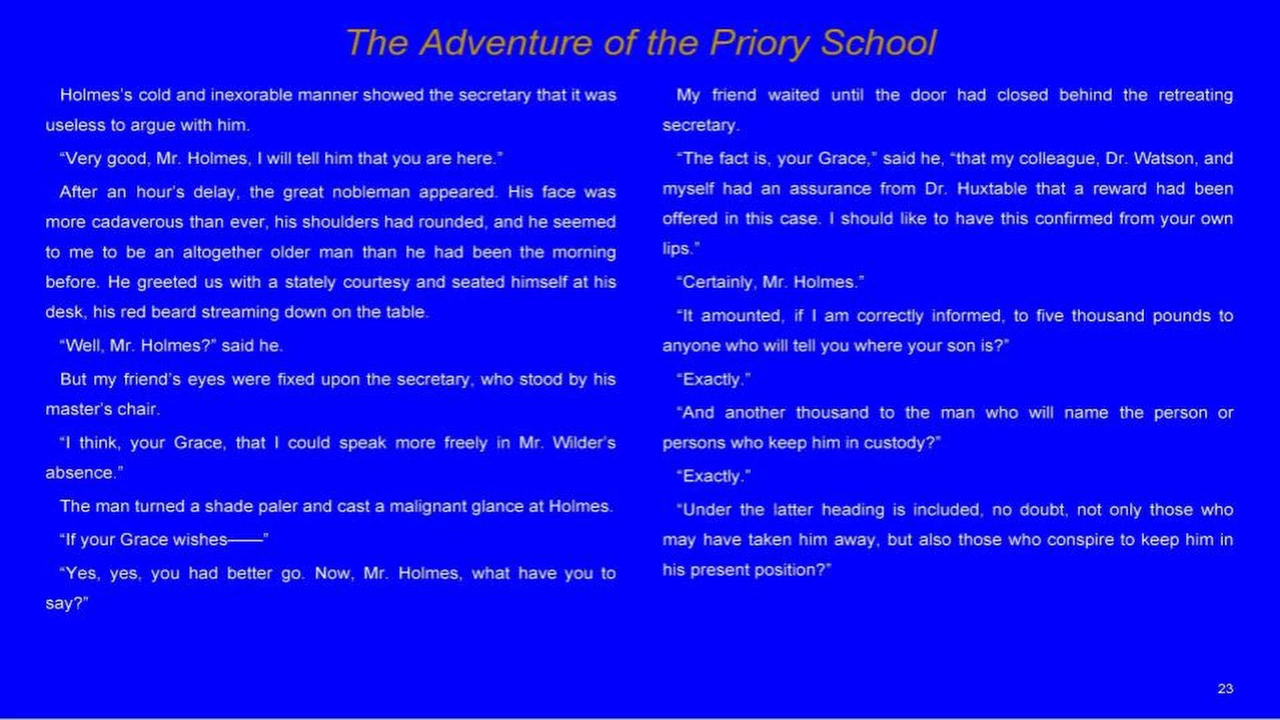 The Adventure of the Priory School
Holmes’s cold and inexorable manner showed the secretary that it was
useless to argue with him.
“Very good, Mr. Holmes, I will tell him that you are here.”
After an hour’s delay, the great nobleman appeared. His face was
more cadaverous than ever, his shoulders had rounded, and he seemed
to me to be an altogether older man than he had been the morning
before. He greeted us with a stately courtesy and seated himself at his
desk, his red beard streaming down on the table.
“Well, Mr. Holmes?” said he.
But my friend’s eyes were fixed upon the secretary, who stood by his
master’s chair.
“I think, your Grace, that I could speak more freely in Mr. Wilder’s
absence.”
The man turned a shade paler and cast a malignant glance at Holmes.
“If your Grace wishes——”
“Yes, yes, you had better go. Now, Mr. Holmes, what have you to
say?”
My friend waited until the door had closed behind the retreating
secretary.
“The fact is, your Grace,” said he, “that my colleague, Dr. Watson, and
myself had an assurance from Dr. Huxtable that a reward had been
offered in this case. I should like to have this confirmed from your own
lips.”
“Certainly, Mr. Holmes.”
“It amounted, if I am correctly informed, to five thousand pounds to
anyone who will tell you where your son is?”
“Exactly.”
“And another thousand to the man who will name the person or
persons who keep him in custody?”
“Exactly.”
“Under the latter heading is included, no doubt, not only those who
may have taken him away, but also those who conspire to keep him in
his present position?”
23